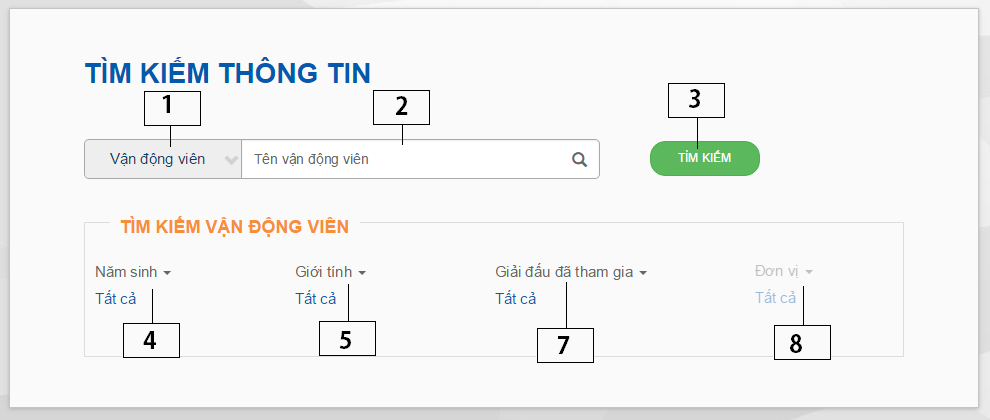 TÌM KIẾM THÔNG TIN
1
2
3
Vận động viên
Tên vận động viên
TÌM KIẾM
TÌM KIẾM VẬN ĐỘNG VIÊN
Năm sinh
Giới tính
Giải đấu đã tham gia
Đơn vị
Tất cả
Tất cả
Tất cả
Tất cả
4
5
7
8